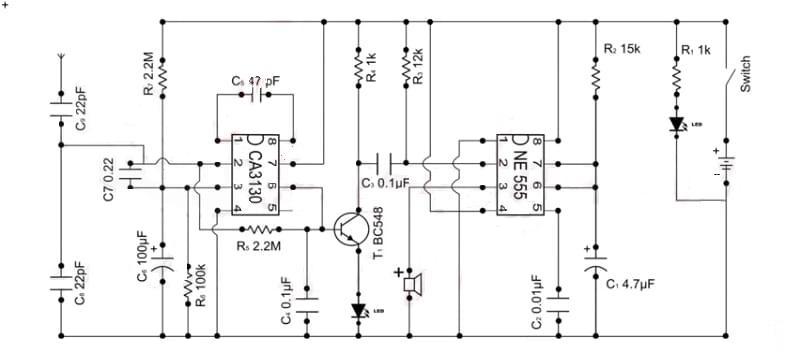 +
R₇ 2.2M
C₅ 47 pF
R₄ 1k
R₃ 12k
R₂ 15k
R₁ 1k
Switch
C₉ 22pF
LED
1
8
2
7
3
6
4
5
CA3130
1
8
2
7
3
6
4
5
NE 555
+
-
C7 0.22
C₃ 0.1µF
T₁ BC548
C₆ 100µF
+
R₅ 2.2M
R₆ 100k
C₈ 22pF
C₄ 0.1µF
LED
+
C₂ 0.01µF
+
C₁ 4.7µF